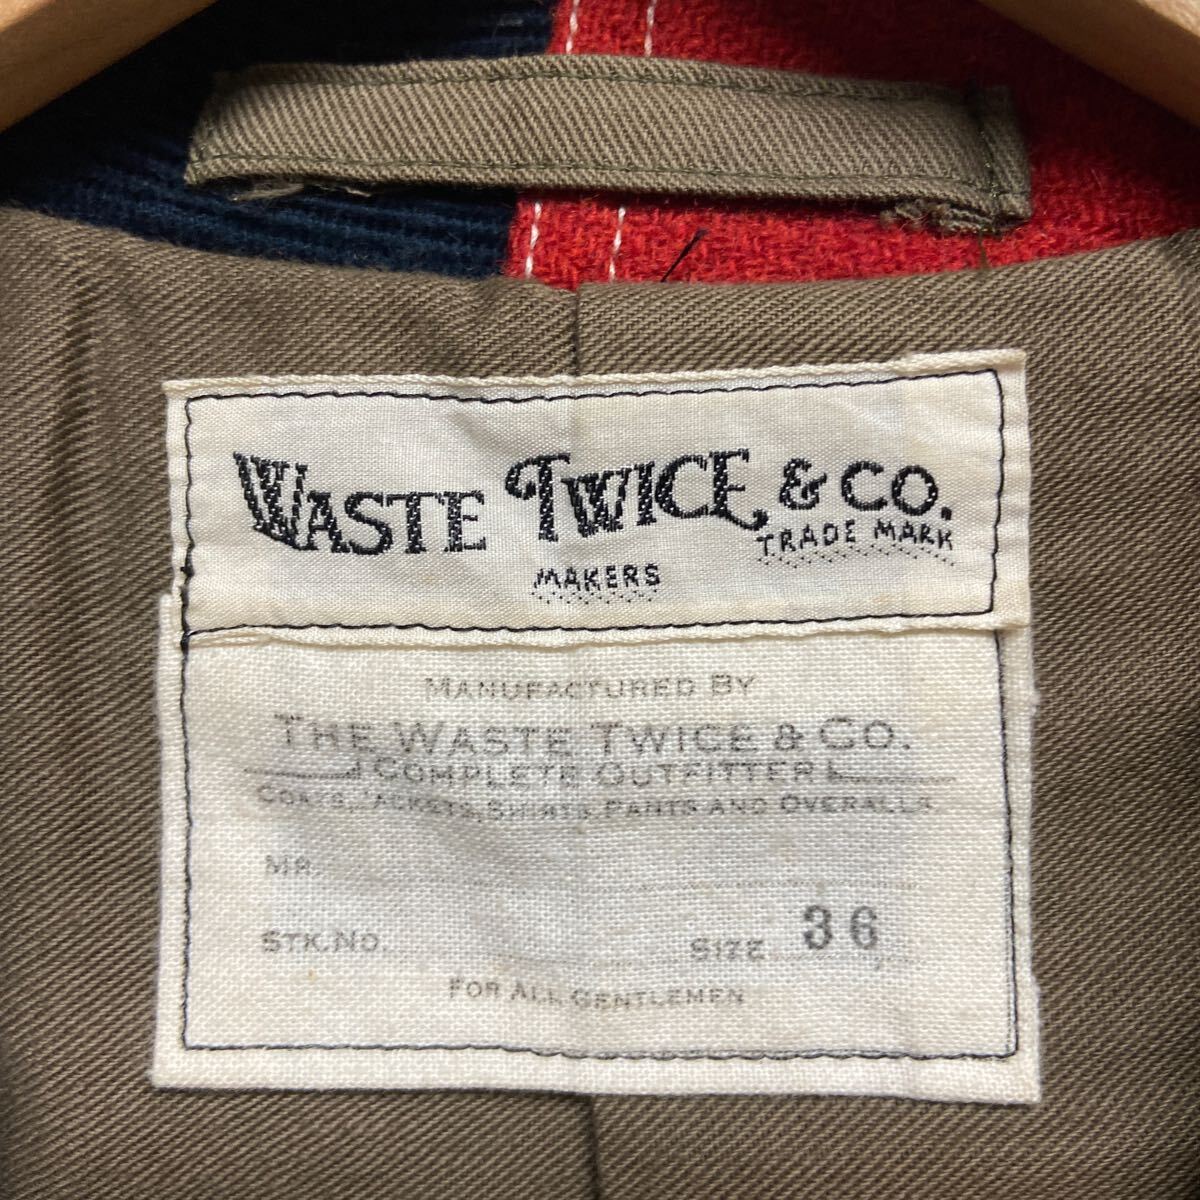 WASTE TWICE, & CO.
TRADE MARK
MAKERS
MANUFACTURED BY
THE WASTE TWICE & CO.
COMPLETE OUTFITTER
COATS, JACKETS, SHIRTS, PANTS AND OVERALLS
MR.
STK.NO. SIZE 36
FOR ALL GENTLEMEN